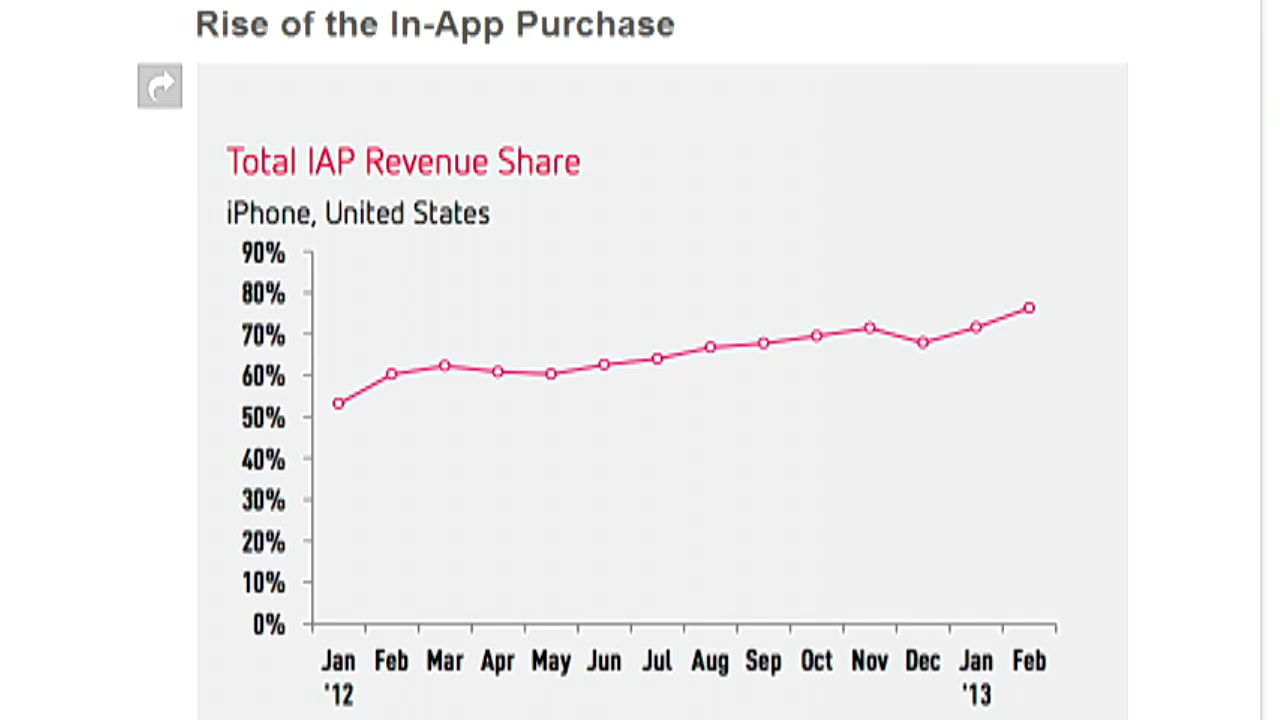 Rise of the In-App Purchase
Total IAP Revenue Share
iPhone, United States
90%
80%
70%
60%
50%
40%
30%
20%
10%
0%
Jan Feb Mar Apr May Jun Jul Aug Sep Oct Nov Dec Jan Feb
'12 '13